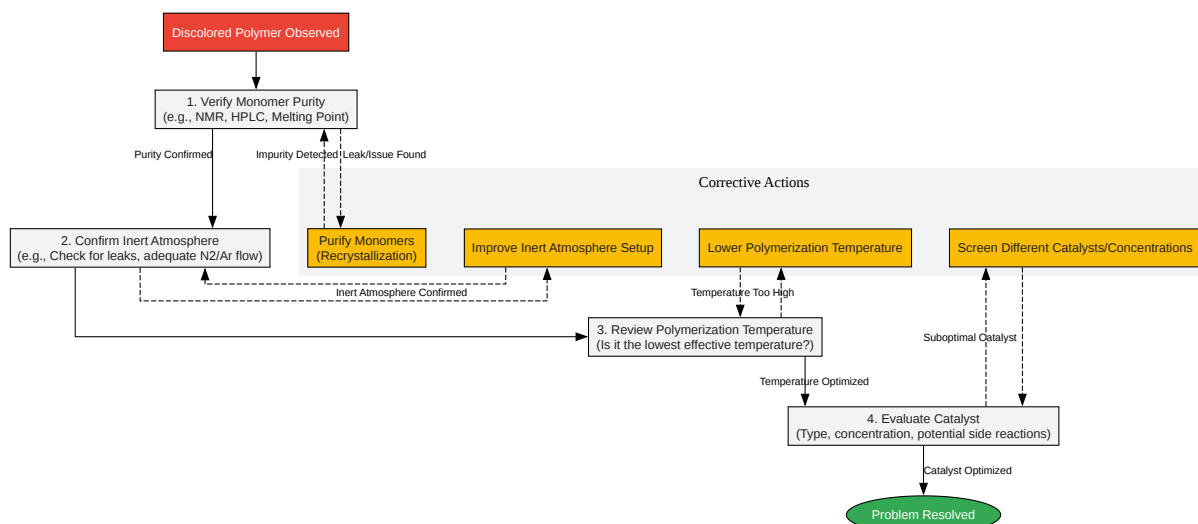 Discolored Polymer Observed
1. Verify Monomer Purity
(e.g., NMR, HPLC, Melting Point)
Purity Confirmed
Impurity Detected
Leak/Issue Found
Corrective Actions
2. Confirm Inert Atmosphere
(e.g., Check for leaks, adequate N2/Ar flow)
Purify Monomers
(Recrystallization)
Improve Inert Atmosphere Setup
Lower Polymerization Temperature
Screen Different Catalysts/Concentrations
Inert Atmosphere Confirmed
Temperature Too High
3. Review Polymerization Temperature
(Is it the lowest effective temperature?)
Suboptimal Catalyst
Temperature Optimized
4. Evaluate Catalyst
(Type, concentration, potential side reactions)
Catalyst Optimized
Problem Resolved